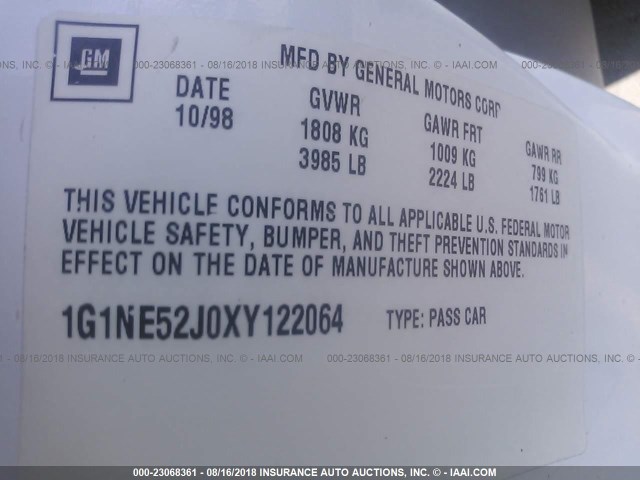 GM
MFD BY GENERAL MOTORS CORP
DATE GVWR GAWR FRT GAWR RR
10/98 1808 KG 1009 KG 799 KG
3985 LB 2224 LB 1761 LB
THIS VEHICLE CONFORMS TO ALL APPLICABLE U.S. FEDERAL MOTOR
VEHICLE SAFETY, BUMPER, AND THEFT PREVENTION STANDARDS IN
EFFECT ON THE DATE OF MANUFACTURE SHOWN ABOVE.
1G1NE52J0XY122064 TYPE: PASS CAR
000-23068361 - 08/16/2018 INSURANCE AUTO AUCTIONS, INC. - © IAAI.COM